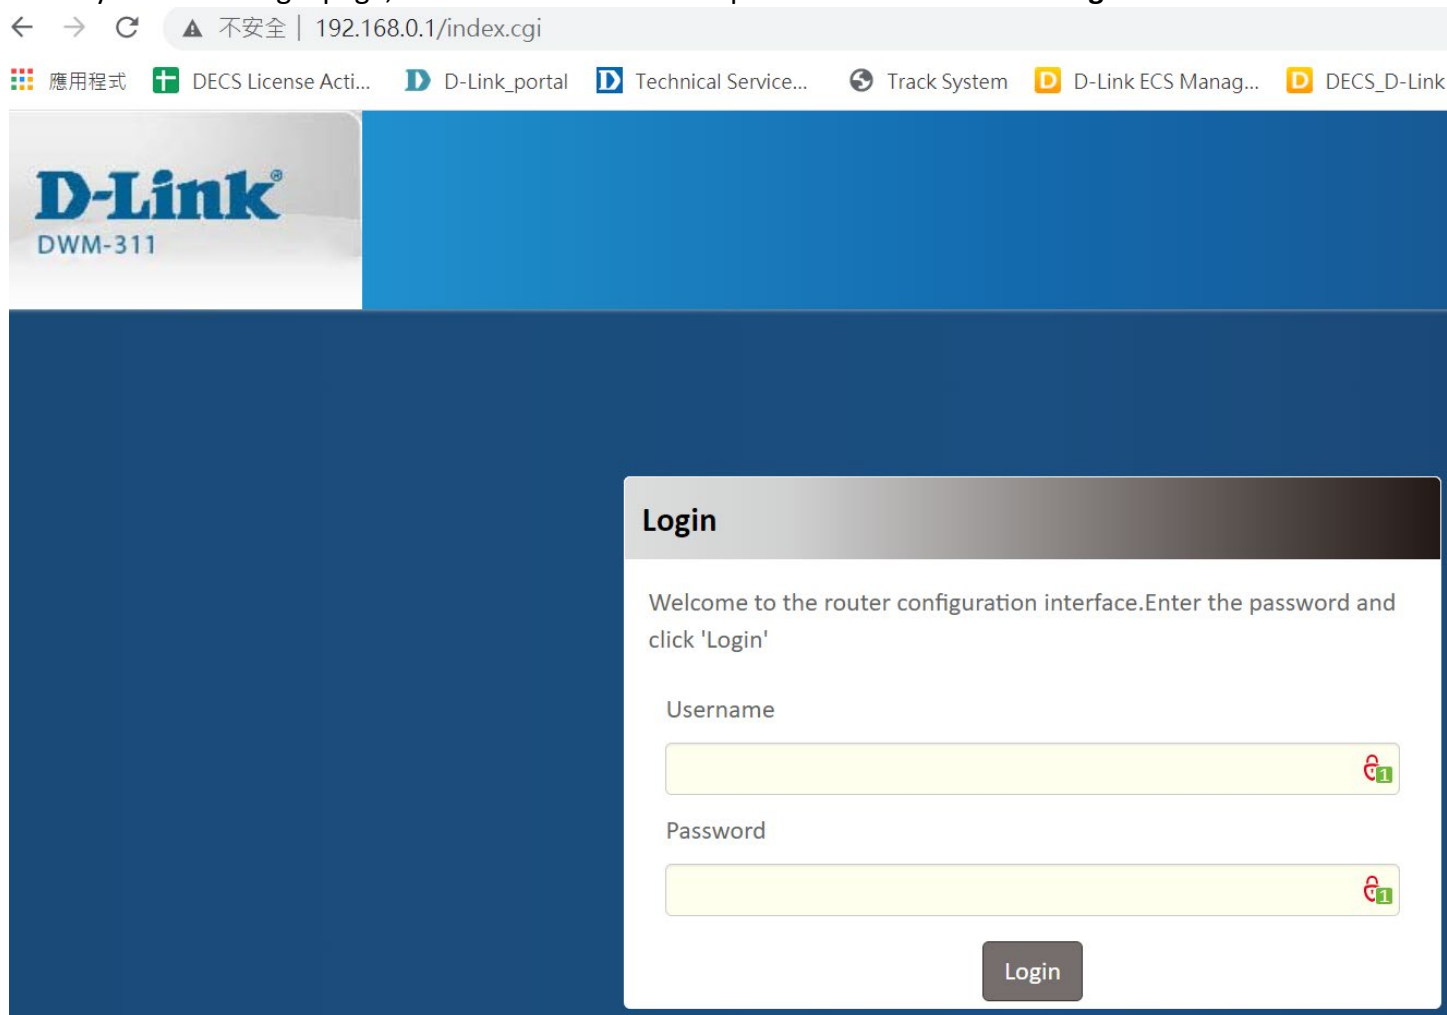 不安全 | 192.168.0.1/index.cgi
應用程式 DECS License Acti... D-Link_portal Technical Service... Track System D-Link ECS Manag... DECS_D-Link
D-Link®
DWM-311
Login
Welcome to the router configuration interface.Enter the password and
click 'Login'
Username
1
Password
1
Login